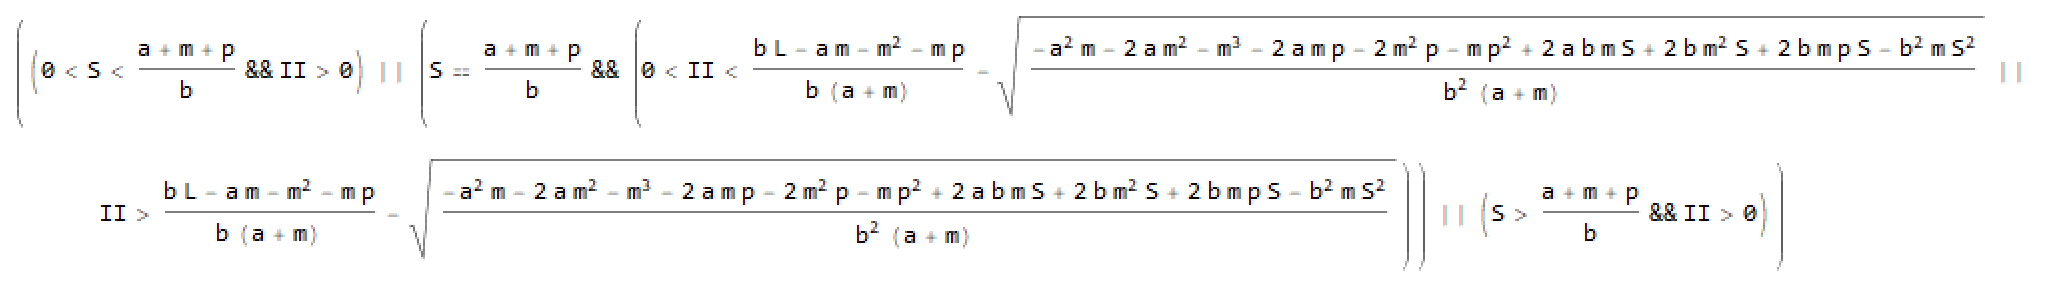 ((0 < S < (a + m + p)/b && II > 0) || (S == (a + m + p)/b && (0 < II < (b L - a m - m² - m p)/(b (a + m)) - √((-a² m - 2 a m² - m³ - 2 a m p - 2 m² p - m p² + 2 a b m S + 2 b m² S + 2 b m p S - b² m S²)/(b² (a + m))) ||
II > (b L - a m - m² - m p)/(b (a + m)) - √((-a² m - 2 a m² - m³ - 2 a m p - 2 m² p - m p² + 2 a b m S + 2 b m² S + 2 b m p S - b² m S²)/(b² (a + m))))) || (S > (a + m + p)/b && II > 0))